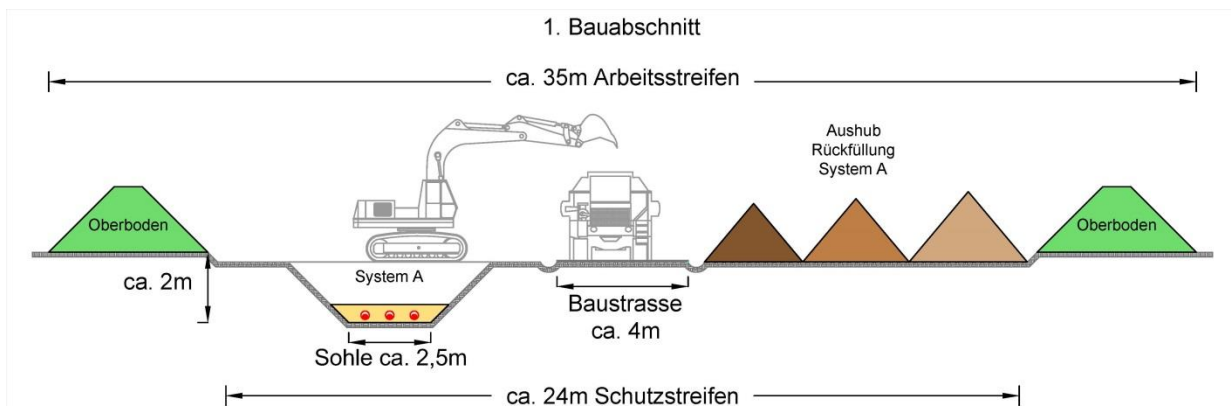 1. Bauabschnitt
ca. 35m Arbeitsstreifen
Aushub
Rückfüllung
System A
Oberboden
Oberboden
System A
ca. 2m
Baustrasse
ca. 4m
Sohle ca. 2,5m
ca. 24m Schutzstreifen